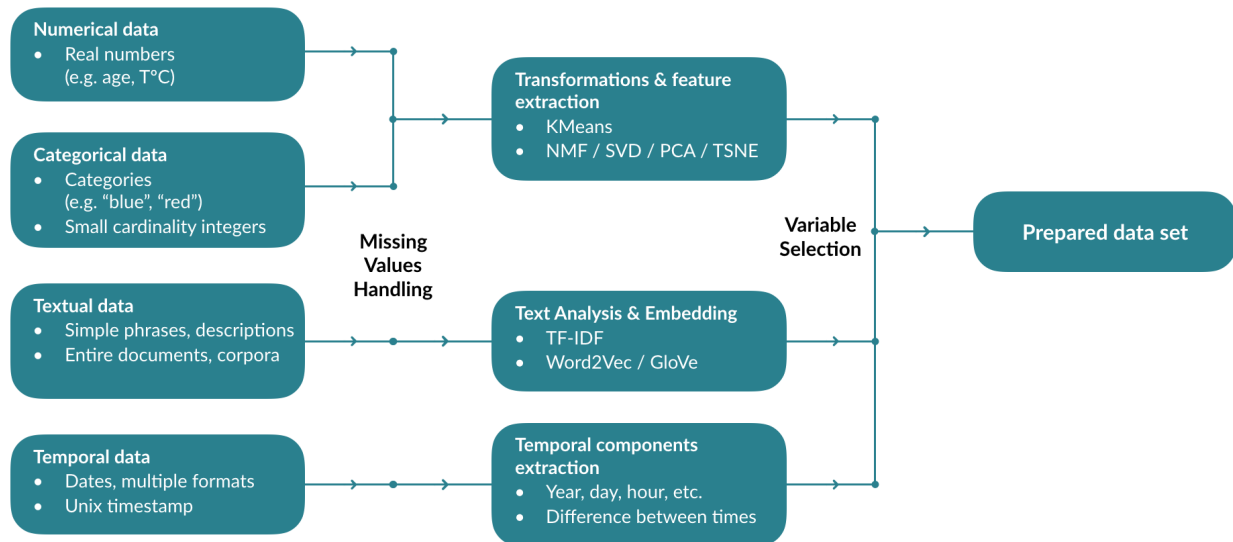 Numerical data
• Real numbers
(e.g. age, T°C)
Categorical data
• Categories
(e.g. “blue”, “red”)
• Small cardinality integers
Textual data
• Simple phrases, descriptions
• Entire documents, corpora
Temporal data
• Dates, multiple formats
• Unix timestamp
Missing
Values
Handling
Transformations & feature
extraction
• KMeans
• NMF / SVD / PCA / TSNE
Text Analysis & Embedding
• TF-IDF
• Word2Vec / GloVe
Temporal components
extraction
• Year, day, hour, etc.
• Difference between times
Variable
Selection
Prepared data set